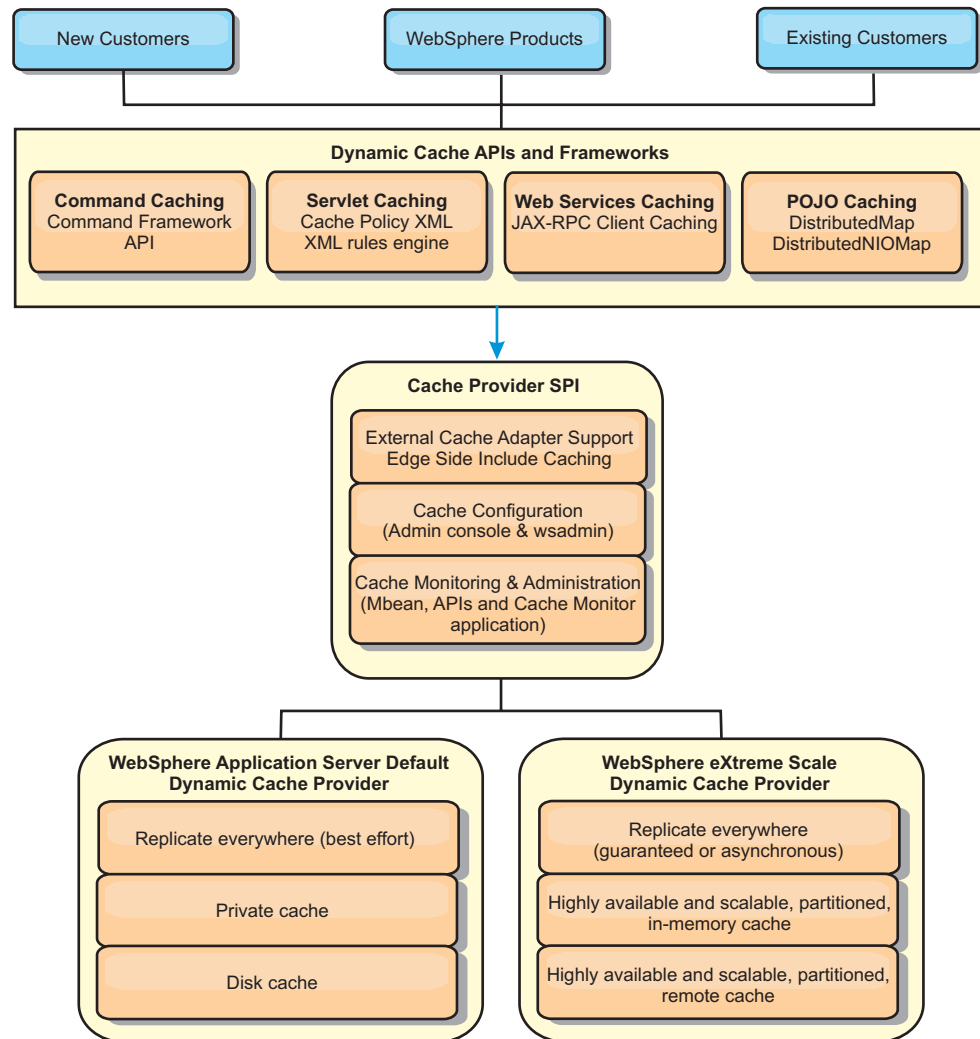 New Customers
WebSphere Products
Existing Customers
Dynamic Cache APIs and Frameworks
Command Caching
Command Framework
API
Servlet Caching
Cache Policy XML
XML rules engine
Web Services Caching
JAX-RPC Client Caching
POJO Caching
DistributedMap
DistributedNIOMap
Cache Provider SPI
External Cache Adapter Support
Edge Side Include Caching
Cache Configuration
(Admin console & wsadmin)
Cache Monitoring & Administration
(Mbean, APIs and Cache Monitor
application)
WebSphere Application Server Default
Dynamic Cache Provider
Replicate everywhere (best effort)
Private cache
Disk cache
WebSphere eXtreme Scale
Dynamic Cache Provider
Replicate everywhere
(guaranteed or asynchronous)
Highly available and scalable, partitioned,
in-memory cache
Highly available and scalable, partitioned,
remote cache